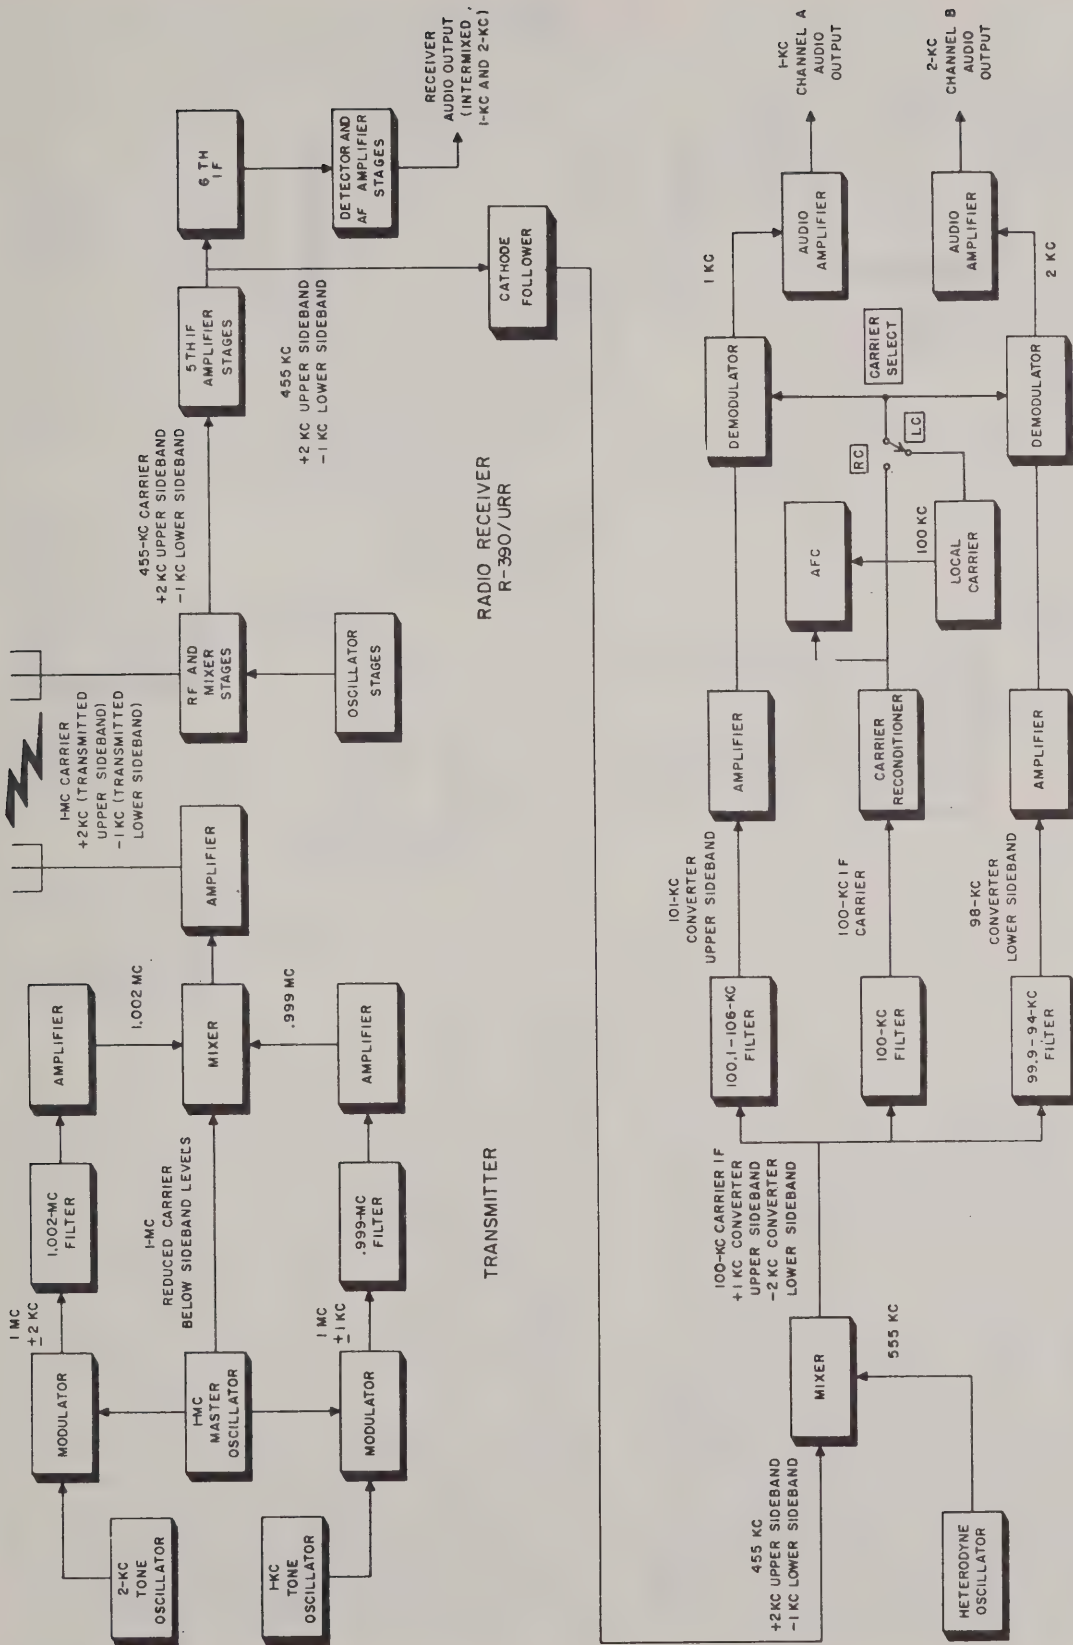 2-KC
TONE
OSCILLATOR
1-KC
TONE
OSCILLATOR
MODULATOR
1-MC
MASTER
OSCILLATOR
MODULATOR
1 MC
±2 KC
1-MC
REDUCED CARRIER
BELOW SIDEBAND LEVELS
1 MC
±1 KC
1.002-MC
FILTER
.999-MC
FILTER
AMPLIFIER
1.002 MC
MIXER
.999 MC
AMPLIFIER
AMPLIFIER
TRANSMITTER
1-MC CARRIER
+2KC (TRANSMITTED
UPPER SIDEBAND)
-1 KC (TRANSMITTED
LOWER SIDEBAND)
RF AND
MIXER
STAGES
OSCILLATOR
STAGES
455-KC CARRIER
+2 KC UPPER SIDEBAND
-1 KC LOWER SIDEBAND
5TH IF
AMPLIFIER
STAGES
455 KC
+2 KC UPPER SIDEBAND
-1 KC LOWER SIDEBAND
6 TH
IF
DETECTOR AND
AF AMPLIFIER
STAGES
RECEIVER
AUDIO OUTPUT
(INTERMIXED,
1-KC AND 2-KC)
CATHODE
FOLLOWER
RADIO RECEIVER
R-390/URR
455 KC
+2KC UPPER SIDEBAND
-1 KC LOWER SIDEBAND
HETERODYNE
OSCILLATOR
MIXER
555 KC
100-KC CARRIER IF
+1 KC CONVERTER
UPPER SIDEBAND
-2 KC CONVERTER
LOWER SIDEBAND
100.1-106-KC
FILTER
100-KC
FILTER
99.9-94-KC
FILTER
101-KC
CONVERTER
UPPER SIDEBAND
100-KC IF
CARRIER
98-KC
CONVERTER
LOWER SIDEBAND
AMPLIFIER
CARRIER
RECONDITIONER
AMPLIFIER
AFC
100 KC
LOCAL
CARRIER
RC
LC
CARRIER
SELECT
DEMODULATOR
DEMODULATOR
1 KC
2 KC
AUDIO
AMPLIFIER
AUDIO
AMPLIFIER
1-KC
CHANNEL A
AUDIO
OUTPUT
2-KC
CHANNEL B
AUDIO
OUTPUT